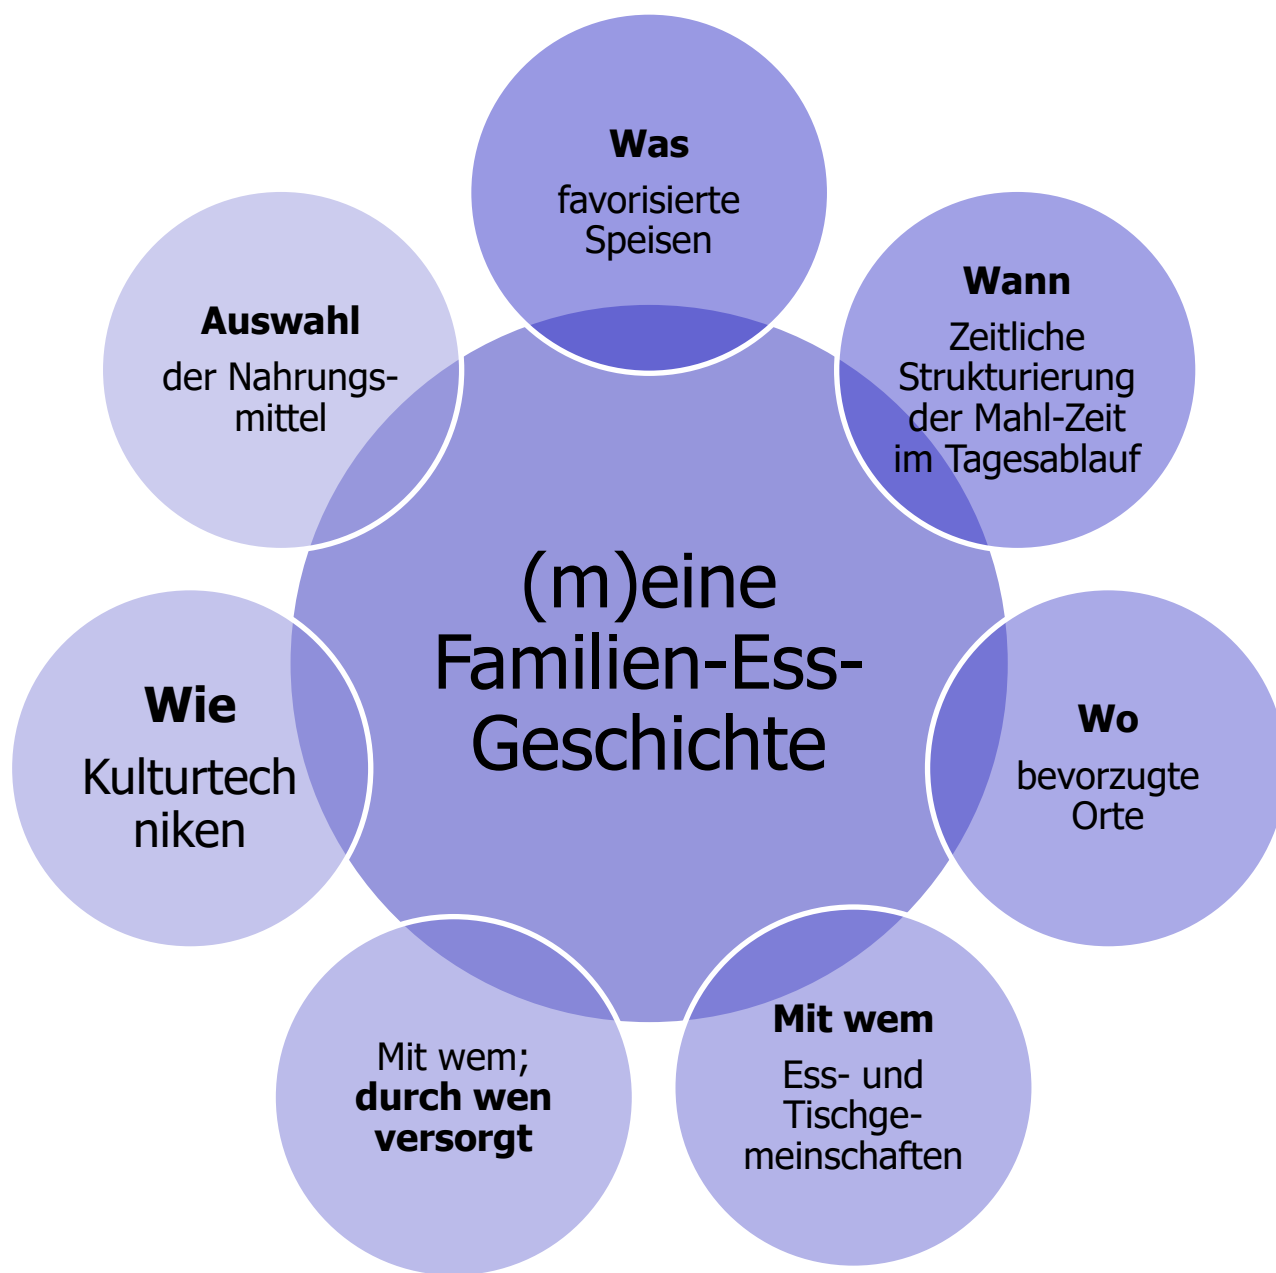 Was
favorisierte
Speisen
Wann
Zeitliche
Strukturierung
der Mahl-Zeit
im Tagesablauf
Wo
bevorzugte
Orte
Mit wem
Ess- und
Tischge-
meinschaften
Mit wem;
durch wen
versorgt
Wie
Kulturtech
niken
Auswahl
der Nahrungs-
mittel
(m)eine
Familien-Ess-
Geschichte